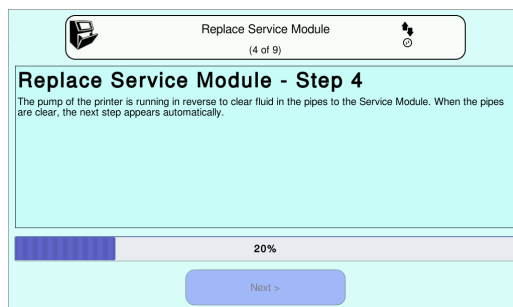 Replace Service Module
(4 of 9)
Replace Service Module - Step 4
The pump of the printer is running in reverse to clear fluid in the pipes to the Service Module. When the pipes
are clear, the next step appears automatically.
20%
Next >